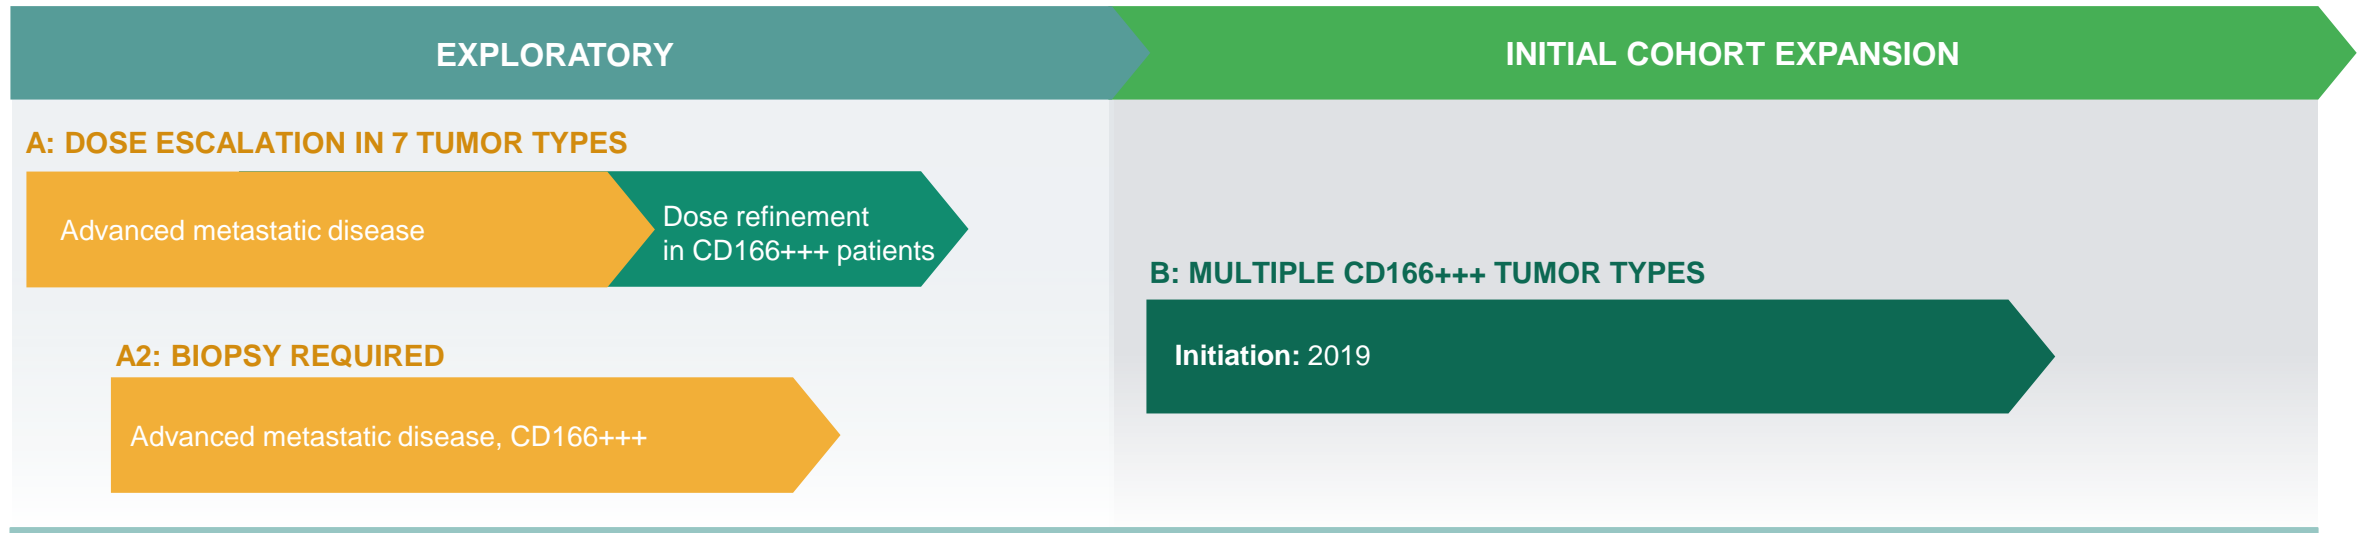 EXPLORATORY
INITIAL COHORT EXPANSION
A: DOSE ESCALATION IN 7 TUMOR TYPES
Advanced metastatic disease
Dose refinement
in CD166+++ patients
A2: BIOPSY REQUIRED
Advanced metastatic disease, CD166+++
B: MULTIPLE CD166+++ TUMOR TYPES
Initiation: 2019